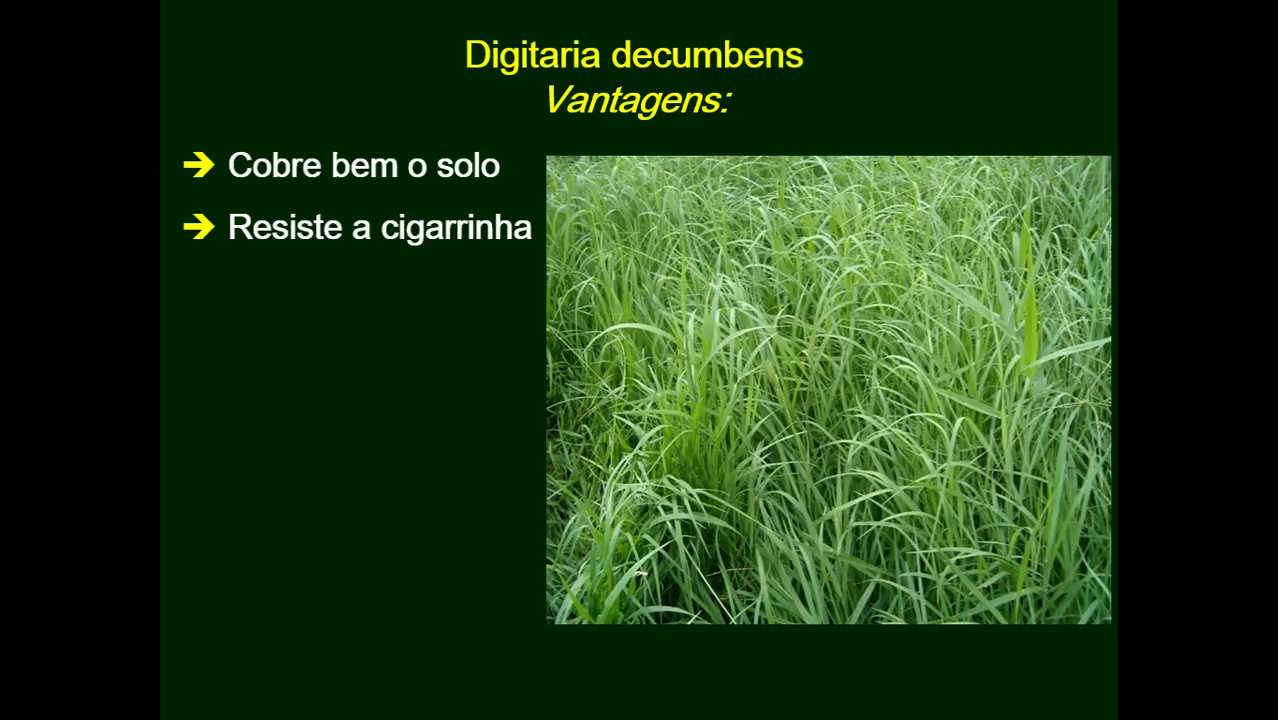 Digitaria decumbens
Vantagens:
➔ Cobre bem o solo
➔ Resiste a cigarrinha